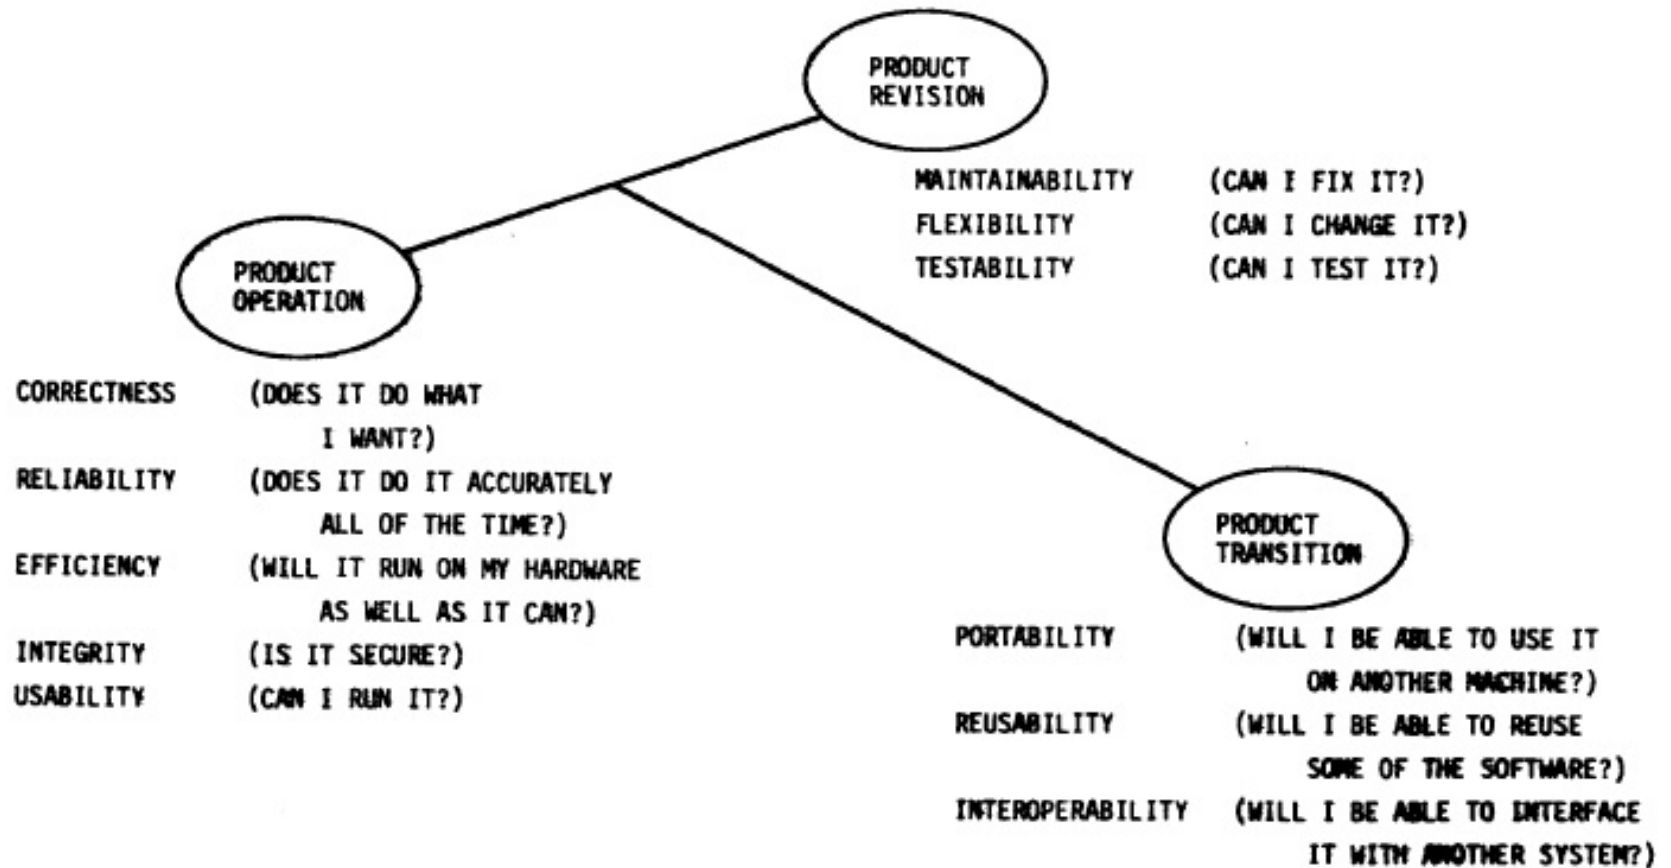 PRODUCT
REVISION
MAINTAINABILITY (CAN I FIX IT?)
FLEXIBILITY (CAN I CHANGE IT?)
TESTABILITY (CAN I TEST IT?)
PRODUCT
OPERATION
CORRECTNESS (DOES IT DO WHAT
I WANT?)
RELIABILITY (DOES IT DO IT ACCURATELY
ALL OF THE TIME?)
EFFICIENCY (WILL IT RUN ON MY HARDWARE
AS WELL AS IT CAN?)
INTEGRITY (IS IT SECURE?)
USABILITY (CAN I RUN IT?)
PRODUCT
TRANSITION
PORTABILITY (WILL I BE ABLE TO USE IT
ON ANOTHER MACHINE?)
REUSABILITY (WILL I BE ABLE TO REUSE
SOME OF THE SOFTWARE?)
INTEROPERABILITY (WILL I BE ABLE TO INTERFACE
IT WITH ANOTHER SYSTEM?)